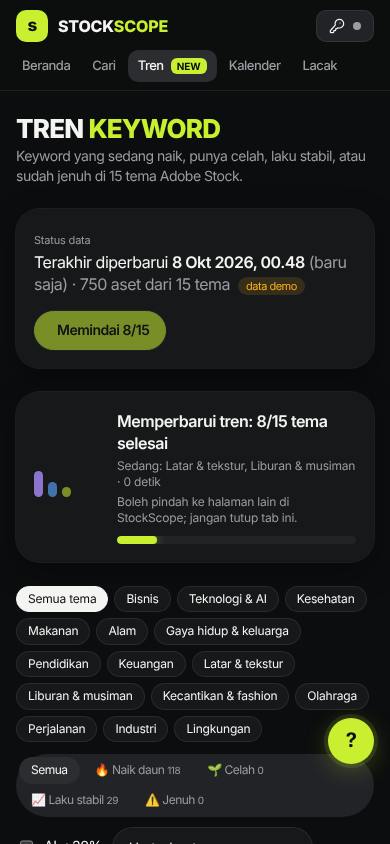 S STOCKSCOPE
Beranda Cari Tren NEW Kalender Lacak
TREN KEYWORD
Keyword yang sedang naik, punya celah, laku stabil, atau
sudah jenuh di 15 tema Adobe Stock.
Status data
Terakhir diperbarui 8 Okt 2026, 00.48 (baru
saja) · 750 aset dari 15 tema data demo
Memindai 8/15
Memperbarui tren: 8/15 tema
selesai
Sedang: Latar & tekstur, Liburan & musiman
· 0 detik
Boleh pindah ke halaman lain di
StockScope; jangan tutup tab ini.
Semua tema Bisnis Teknologi & AI Kesehatan
Makanan Alam Gaya hidup & keluarga
Pendidikan Keuangan Latar & tekstur
Liburan & musiman Kecantikan & fashion Olahraga
Perjalanan Industri Lingkungan
?
Semua 🔥 Naik daun 118 🌱 Celah 0
📈 Laku stabil 29 ⚠️ Jenuh 0